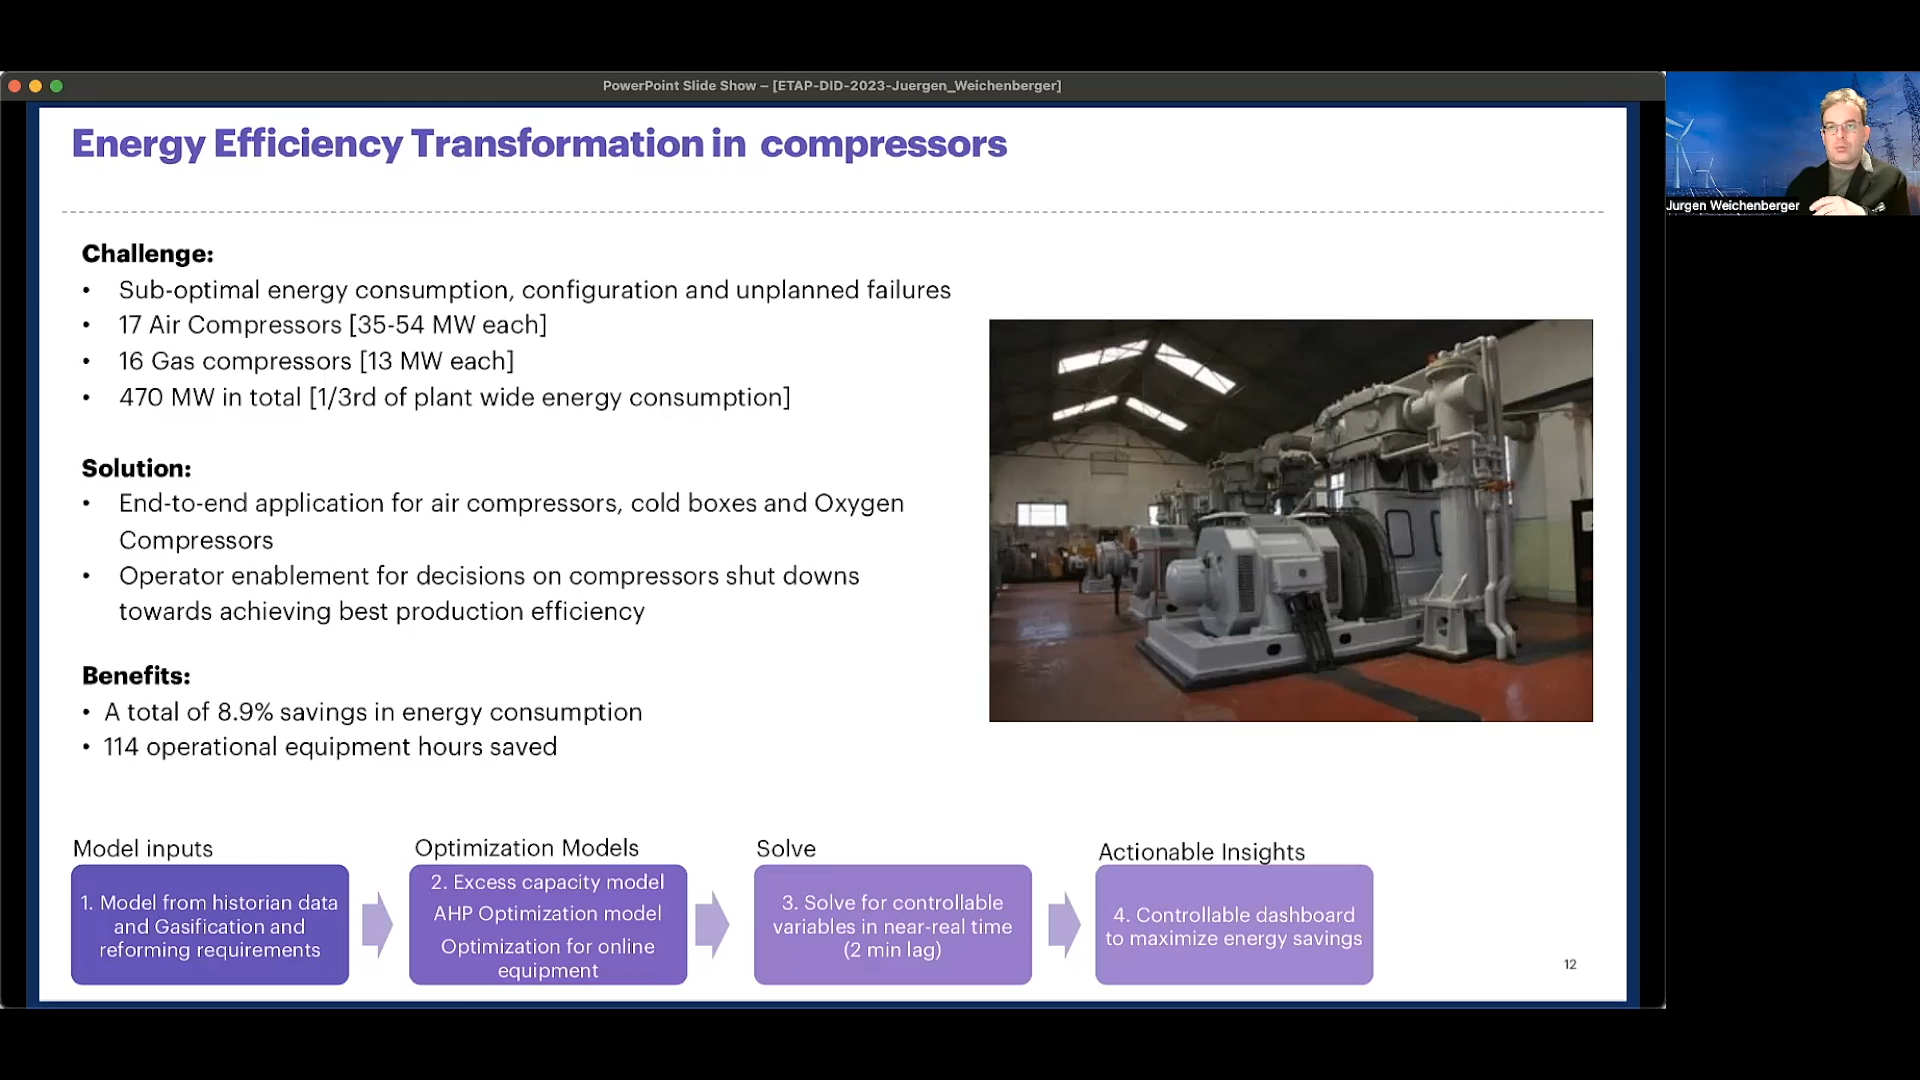 PowerPoint Slide Show – [ETAP-DID-2023-Juergen_Weichenberger]
Energy Efficiency Transformation in compressors
Jurgen Weichenberger
Challenge:
• Sub-optimal energy consumption, configuration and unplanned failures
• 17 Air Compressors [35-54 MW each]
• 16 Gas compressors [13 MW each]
• 470 MW in total [1/3rd of plant wide energy consumption]
Solution:
• End-to-end application for air compressors, cold boxes and Oxygen
Compressors
• Operator enablement for decisions on compressors shut downs
towards achieving best production efficiency
Benefits:
• A total of 8.9% savings in energy consumption
• 114 operational equipment hours saved
Model inputs
1. Model from historian data
and Gasification and
reforming requirements
Optimization Models
2. Excess capacity model
AHP Optimization model
Optimization for online
equipment
Solve
3. Solve for controllable
variables in near-real time
(2 min lag)
Actionable Insights
4. Controllable dashboard
to maximize energy savings
12